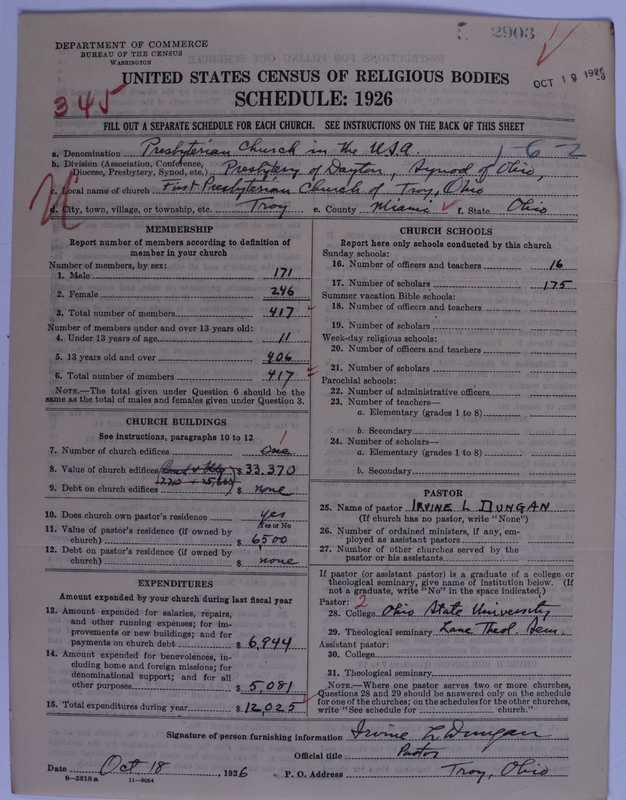 2903
DEPARTMENT OF COMMERCE
BUREAU OF THE CENSUS
WASHINGTON
OCT 19 1926
UNITED STATES CENSUS OF RELIGIOUS BODIES
345
SCHEDULE: 1926
FILL OUT A SEPARATE SCHEDULE FOR EACH CHURCH. SEE INSTRUCTIONS ON THE BACK OF THIS SHEET
a. Denomination Presbyterian Church in the U.S.A. 1-6-2
b. Division (Association, Conference, Diocese, Presbytery, Synod, etc.) Presbytery of Dayton, Synod of Ohio,
c. Local name of church First Presbyterian Church of Troy, Ohio
d. City, town, village, or township, etc. Troy e. County Miami f. State Ohio
MEMBERSHIP
Report number of members according to definition of
member in your church
Number of members, by sex:
1. Male 171
2. Female 246
3. Total number of members 417
Number of members under and over 13 years old:
4. Under 13 years of age 11
5. 13 years old and over 406
6. Total number of members 417
NOTE.—The total given under Question 6 should be the
same as the total of males and females given under Question 3.
CHURCH BUILDINGS
See instructions, paragraphs 10 to 12
7. Number of church edifices One 1
8. Value of church edifices $ 33,370
9. Debt on church edifices $ none
10. Does church own pastor's residence yes
Yes or No
11. Value of pastor's residence (if owned by
church) $ 6500
12. Debt on pastor's residence (if owned by
church) $ none
EXPENDITURES
Amount expended by your church during last fiscal year
13. Amount expended for salaries, repairs,
and other running expenses; for im-
provements or new buildings; and for
payments on church debt $ 6,944
14. Amount expended for benevolences, in-
cluding home and foreign missions; for
denominational support; and for all
other purposes $ 5,081
15. Total expenditures during year $ 12,025
CHURCH SCHOOLS
Report here only schools conducted by this church
Sunday schools:
16. Number of officers and teachers 16
17. Number of scholars 175
Summer vacation Bible schools:
18. Number of officers and teachers
19. Number of scholars
Week-day religious schools:
20. Number of officers and teachers
21. Number of scholars
Parochial schools:
22. Number of administrative officers
23. Number of teachers—
a. Elementary (grades 1 to 8)
b. Secondary
24. Number of scholars—
a. Elementary (grades 1 to 8)
b. Secondary
PASTOR
25. Name of pastor IRVINE L DUNGAN
(If church has no pastor, write "None")
26. Number of ordained ministers, if any, em-
ployed as assistant pastors
27. Number of other churches served by the
pastor or his assistants
If pastor (or assistant pastor) is a graduate of a college or
theological seminary, give name of institution below. (If
not a graduate, write "No" in the space indicated.)
Pastor: 2
28. College Ohio State University
29. Theological seminary Lane Theol. Sem.
Assistant pastor:
30. College
31. Theological seminary
NOTE.—Where one pastor serves two or more churches,
Questions 28 and 29 should be answered only on the schedule
for one of the churches; on the schedules for the other churches,
write "See schedule for church."
Signature of person furnishing information Irvine L. Dungan
Official title Pastor
Date Oct 18, 1926 P. O. Address Troy, Ohio
8-5318a 11-9064